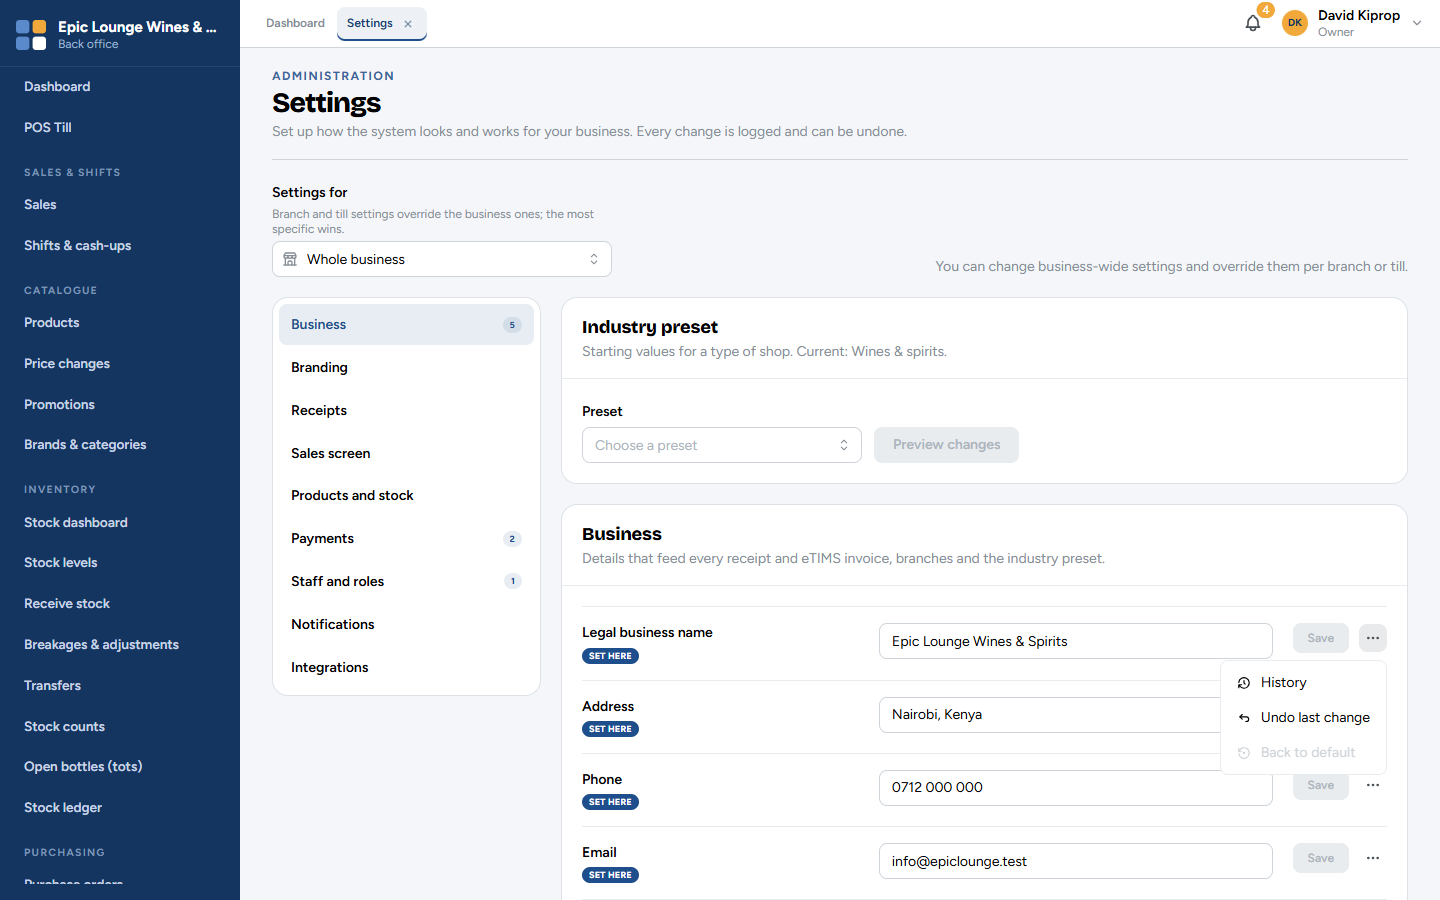 Epic Lounge Wines & ...
Back office
Dashboard
POS Till
SALES & SHIFTS
Sales
Shifts & cash-ups
CATALOGUE
Products
Price changes
Promotions
Brands & categories
INVENTORY
Stock dashboard
Stock levels
Receive stock
Breakages & adjustments
Transfers
Stock counts
Open bottles (tots)
Stock ledger
PURCHASING
Purchase orders
Dashboard
Settings
4
DK
David Kiprop
Owner
ADMINISTRATION
Settings
Set up how the system looks and works for your business. Every change is logged and can be undone.
Settings for
Branch and till settings override the business ones; the most
specific wins.
Whole business
You can change business-wide settings and override them per branch or till.
Business 5
Branding
Receipts
Sales screen
Products and stock
Payments 2
Staff and roles 1
Notifications
Integrations
Industry preset
Starting values for a type of shop. Current: Wines & spirits.
Preset
Choose a preset
Preview changes
Business
Details that feed every receipt and eTIMS invoice, branches and the industry preset.
Legal business name
SET HERE
Epic Lounge Wines & Spirits
Save
History
Undo last change
Back to default
Address
SET HERE
Nairobi, Kenya
Phone
SET HERE
0712 000 000
Save
Email
SET HERE
info@epiclounge.test
Save